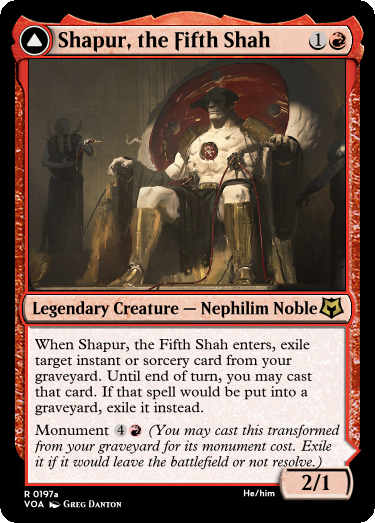 Shapur, the Fifth Shah 1
Legendary Creature — Nephilim Noble
When Shapur, the Fifth Shah enters, exile
target instant or sorcery card from your
graveyard. Until end of turn, you may cast
that card. If that spell would be put into
a graveyard, exile it instead.
Monument 4 (You may cast this transformed
from your graveyard for its monument cost. Exile
it if it would leave the battlefield or not resolve.)
2/1
R 0197a He/him
VOA Greg Danton